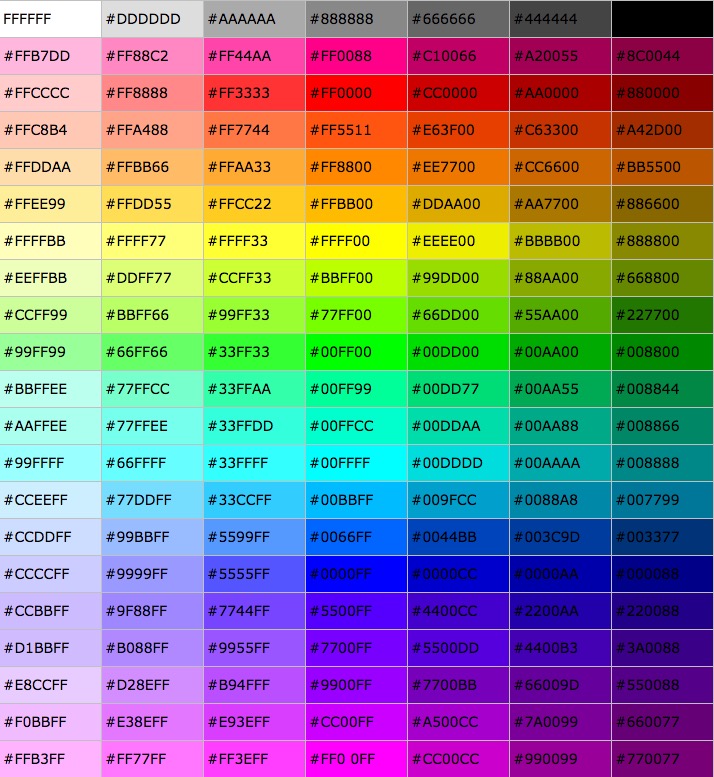 FFFFFF #DDDDDD #AAAAAA #888888 #666666 #444444
#FFB7DD #FF88C2 #FF44AA #FF0088 #C10066 #A20055 #8C0044
#FFCCCC #FF8888 #FF3333 #FF0000 #CC0000 #AA0000 #880000
#FFC8B4 #FFA488 #FF7744 #FF5511 #E63F00 #C63300 #A42D00
#FFDDAA #FFBB66 #FFAA33 #FF8800 #EE7700 #CC6600 #BB5500
#FFEE99 #FFDD55 #FFCC22 #FFBB00 #DDAA00 #AA7700 #886600
#FFFFBB #FFFF77 #FFFF33 #FFFF00 #EEEE00 #BBBB00 #888800
#EEFFBB #DDFF77 #CCFF33 #BBFF00 #99DD00 #88AA00 #668800
#CCFF99 #BBFF66 #99FF33 #77FF00 #66DD00 #55AA00 #227700
#99FF99 #66FF66 #33FF33 #00FF00 #00DD00 #00AA00 #008800
#BBFFEE #77FFCC #33FFAA #00FF99 #00DD77 #00AA55 #008844
#AAFFEE #77FFEE #33FFDD #00FFCC #00DDAA #00AA88 #008866
#99FFFF #66FFFF #33FFFF #00FFFF #00DDDD #00AAAA #008888
#CCEEFF #77DDFF #33CCFF #00BBFF #009FCC #0088A8 #007799
#CCDDFF #99BBFF #5599FF #0066FF #0044BB #003C9D #003377
#CCCCFF #9999FF #5555FF #0000FF #0000CC #0000AA #000088
#CCBBFF #9F88FF #7744FF #5500FF #4400CC #2200AA #220088
#D1BBFF #B088FF #9955FF #7700FF #5500DD #4400B3 #3A0088
#E8CCFF #D28EFF #B94FFF #9900FF #7700BB #66009D #550088
#F0BBFF #E38EFF #E93EFF #CC00FF #A500CC #7A0099 #660077
#FFB3FF #FF77FF #FF3EFF #FF0 0FF #CC00CC #990099 #770077